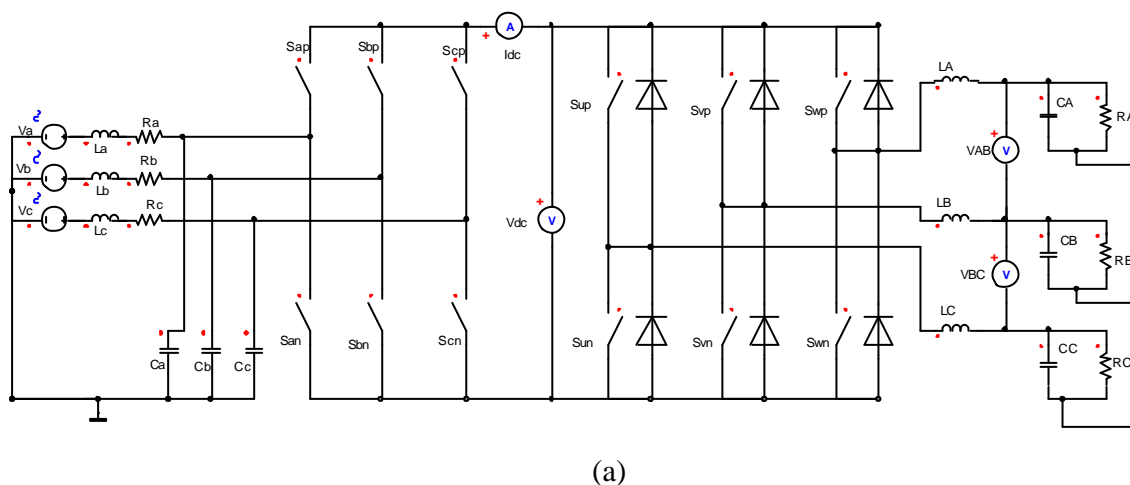 Sap
Sbp
Scp
A
Idc
Va
La
Ra
Vb
Lb
Rb
Vc
Lc
Rc
Ca
Cb
Cc
San
Sbn
Scn
Vdc
V
Sup
Svp
Swp
Sun
Svn
Swn
LA
CA
RA
VAB
V
LB
CB
RB
VBC
V
LC
CC
(a)